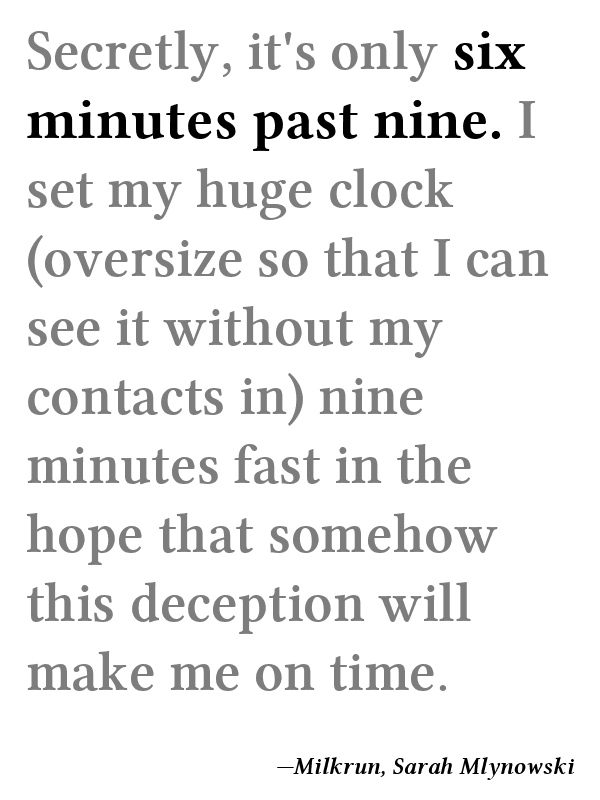 Secretly, it's only six
minutes past nine. I
set my huge clock
(oversize so that I can
see it without my
contacts in) nine
minutes fast in the
hope that somehow
this deception will
make me on time.
—Milkrun, Sarah Mlynowski